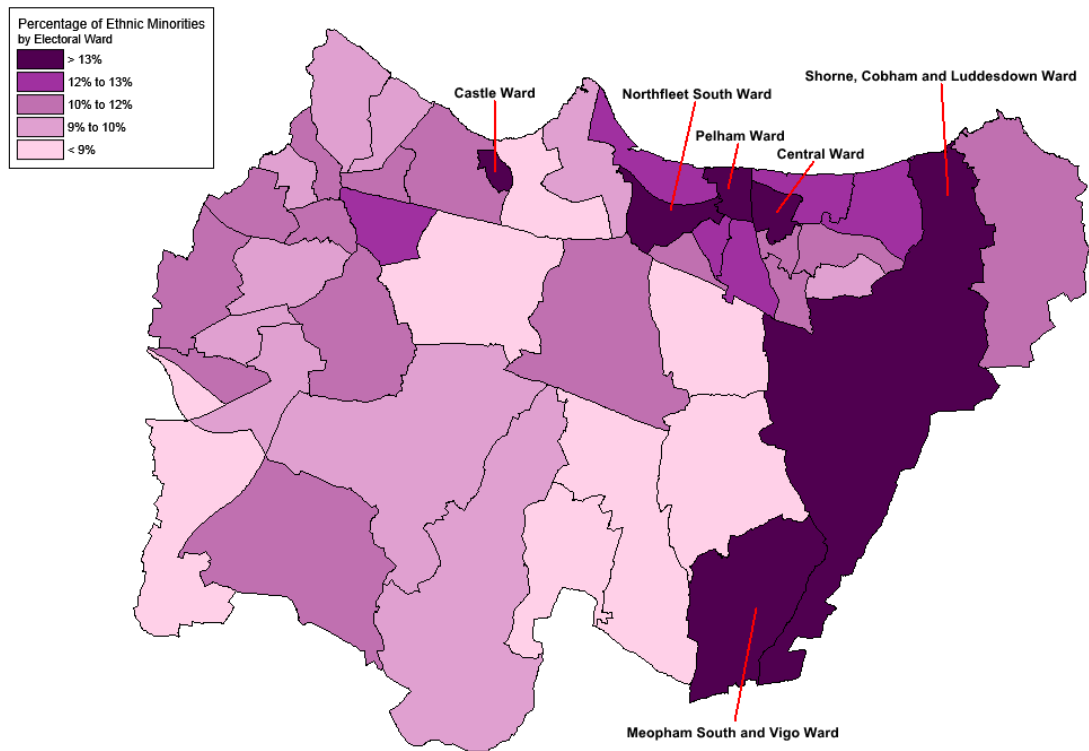 Percentage of Ethnic Minorities
by Electoral Ward
> 13%
12% to 13%
10% to 12%
9% to 10%
< 9%
Castle Ward
Northfleet South Ward
Pelham Ward
Central Ward
Shorne, Cobham and Luddesdown Ward
Meopham South and Vigo Ward